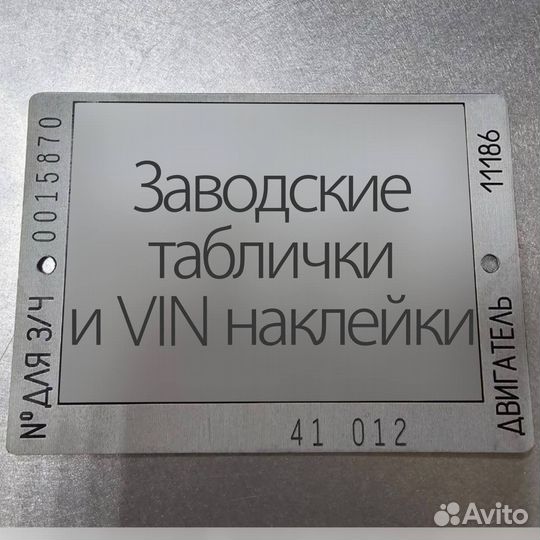 Заводские
таблички
и VIN наклейки
№ ДЛЯ З/Ч 0015870
ДВИГАТЕЛЬ 11186
41 012
Avito